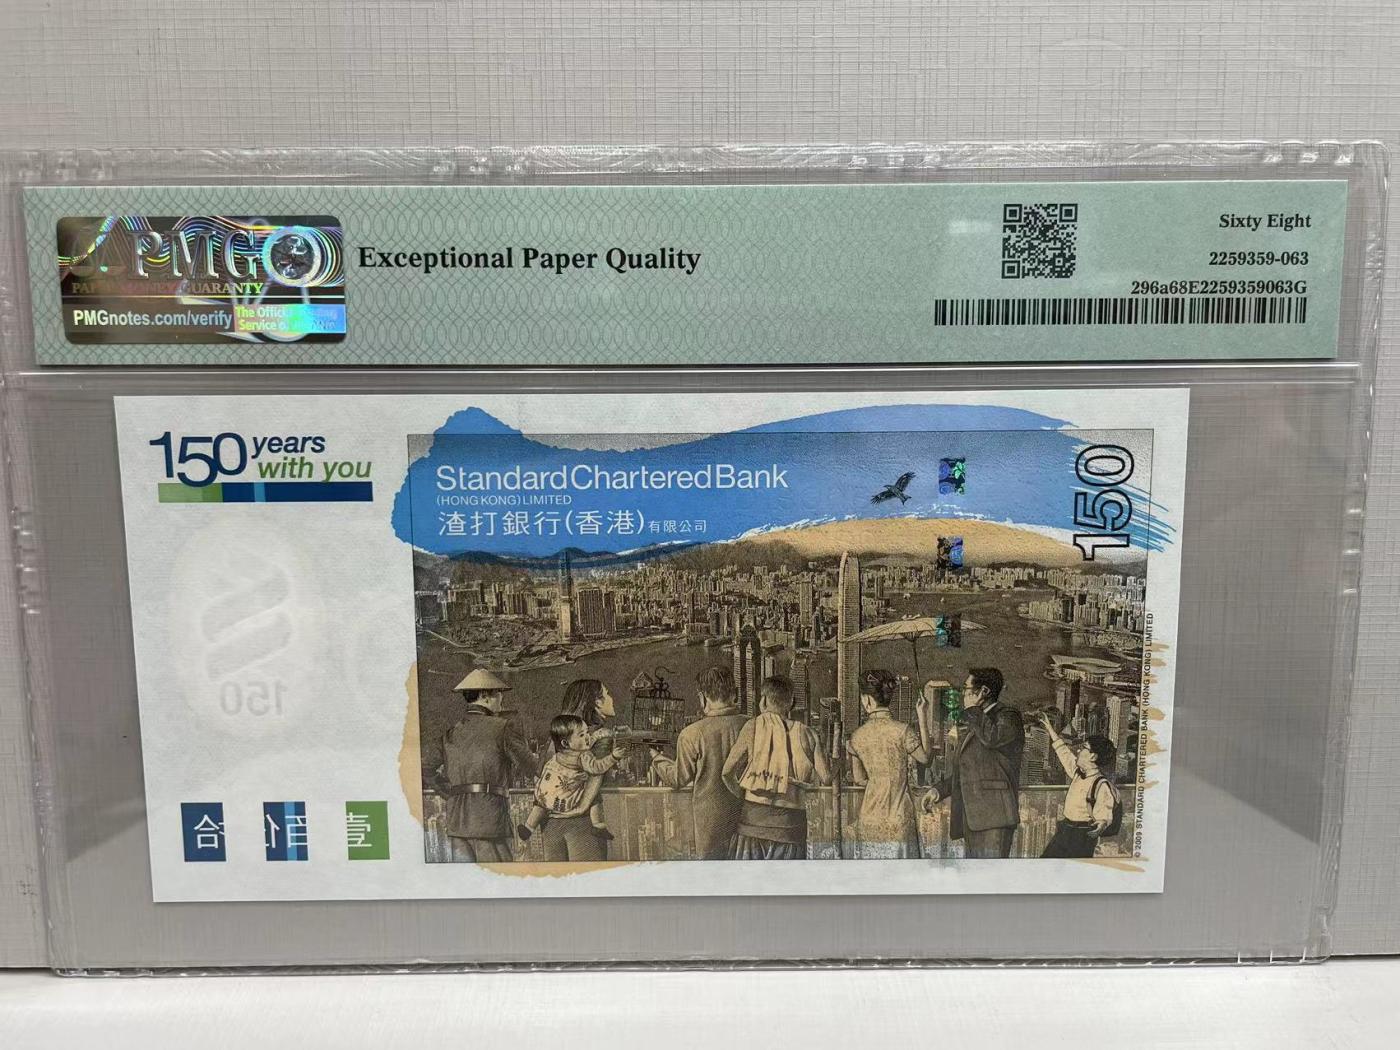 PMG
PAPER MONEY GUARANTY
PMGnotes.com/verify
Exceptional Paper Quality
Sixty Eight
2259359-063
296a68E2259359063G
150 years
with you
Standard Chartered Bank
(HONG KONG) LIMITED
渣打銀行(香港)有限公司
150
150
© 2009 STANDARD CHARTERED BANK (HONG KONG) LIMITED